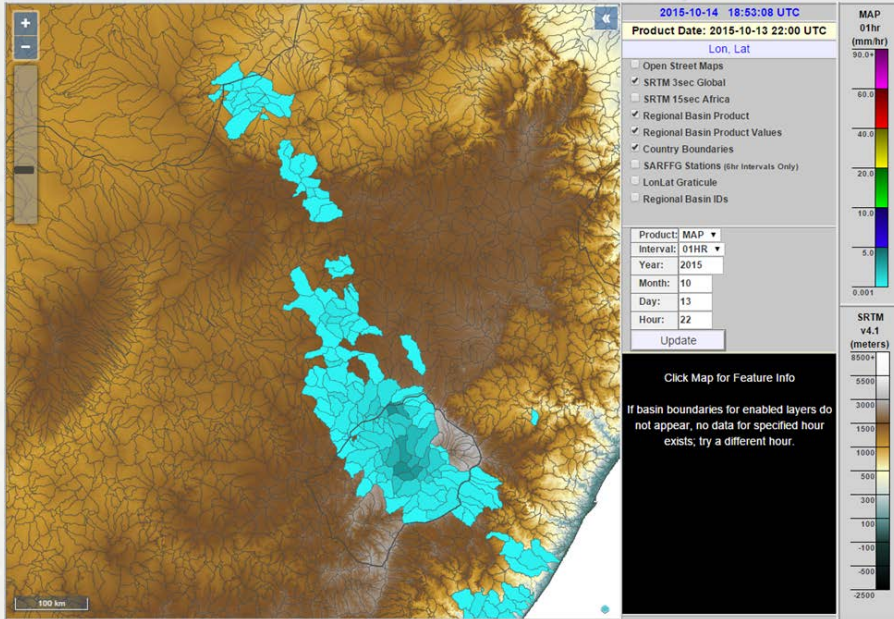 +
−
«
100 km
2015-10-14 18:53:08 UTC
Product Date: 2015-10-13 22:00 UTC
Lon, Lat
Open Street Maps
SRTM 3sec Global
SRTM 15sec Africa
Regional Basin Product
Regional Basin Product Values
Country Boundaries
SARFFG Stations (6hr Intervals Only)
LonLat Graticule
Regional Basin IDs
Product: MAP
Interval: 01HR
Year: 2015
Month: 10
Day: 13
Hour: 22
Update
Click Map for Feature Info
If basin boundaries for enabled layers do
not appear, no data for specified hour
exists; try a different hour.
MAP
01hr
(mm/hr)
90.0+
60.0
40.0
20.0
10.0
5.0
0.001
SRTM
v4.1
(meters)
8500+
5500
3000
1500
1000
500
300
100
-100
-500
-2500